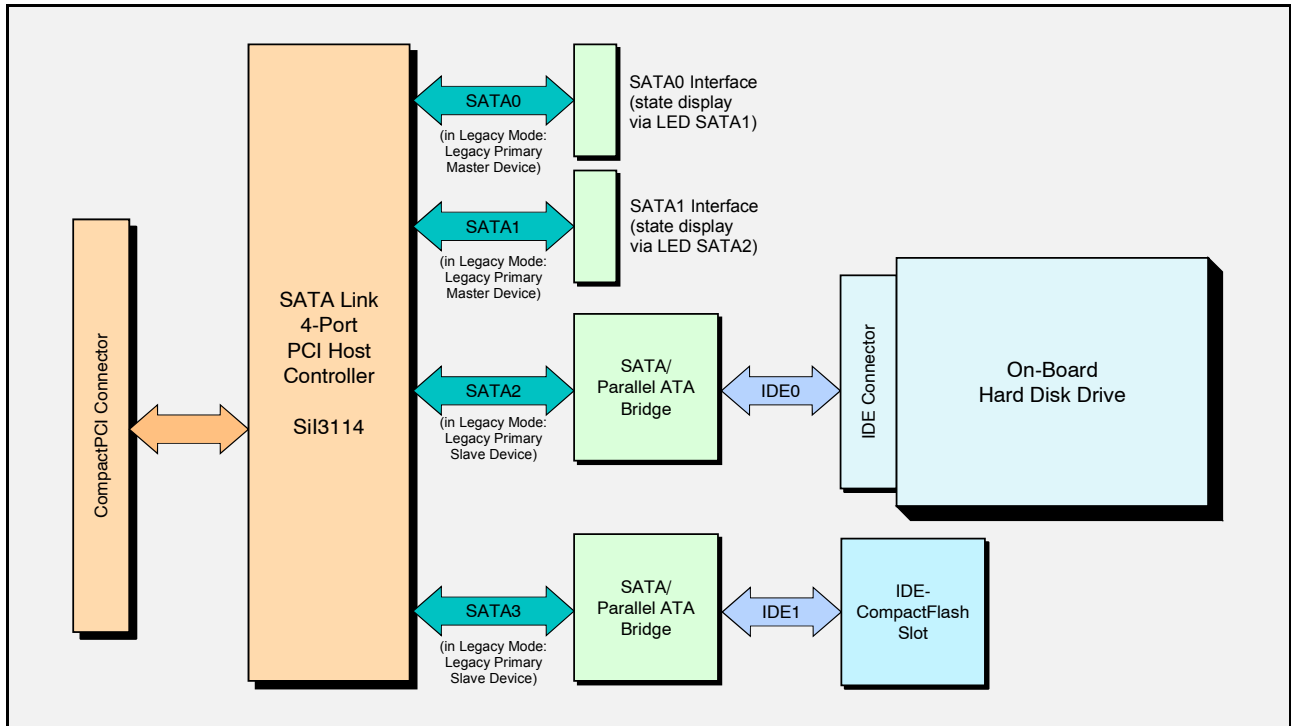 CompactPCI Connector
SATA Link
4-Port
PCI Host
Controller
SiI3114
SATA0
(in Legacy Mode:
Legacy Primary
Master Device)
SATA0 Interface
(state display
via LED SATA1)
SATA1
(in Legacy Mode:
Legacy Primary
Master Device)
SATA1 Interface
(state display
via LED SATA2)
SATA2
(in Legacy Mode:
Legacy Primary
Slave Device)
SATA/
Parallel ATA
Bridge
IDE0
IDE Connector
On-Board
Hard Disk Drive
SATA3
(in Legacy Mode:
Legacy Primary
Slave Device)
SATA/
Parallel ATA
Bridge
IDE1
IDE-
CompactFlash
Slot